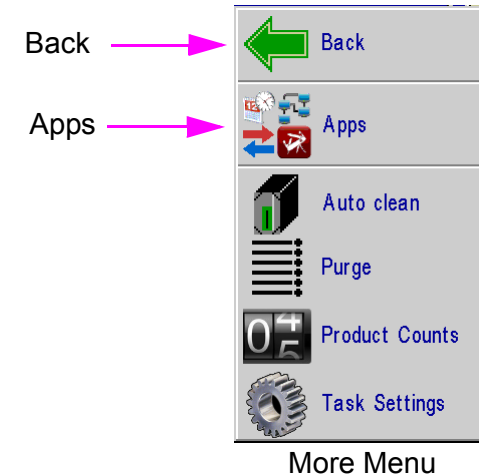 Back
Back
Apps
Apps
Auto clean
Purge
Product Counts
Task Settings
More Menu